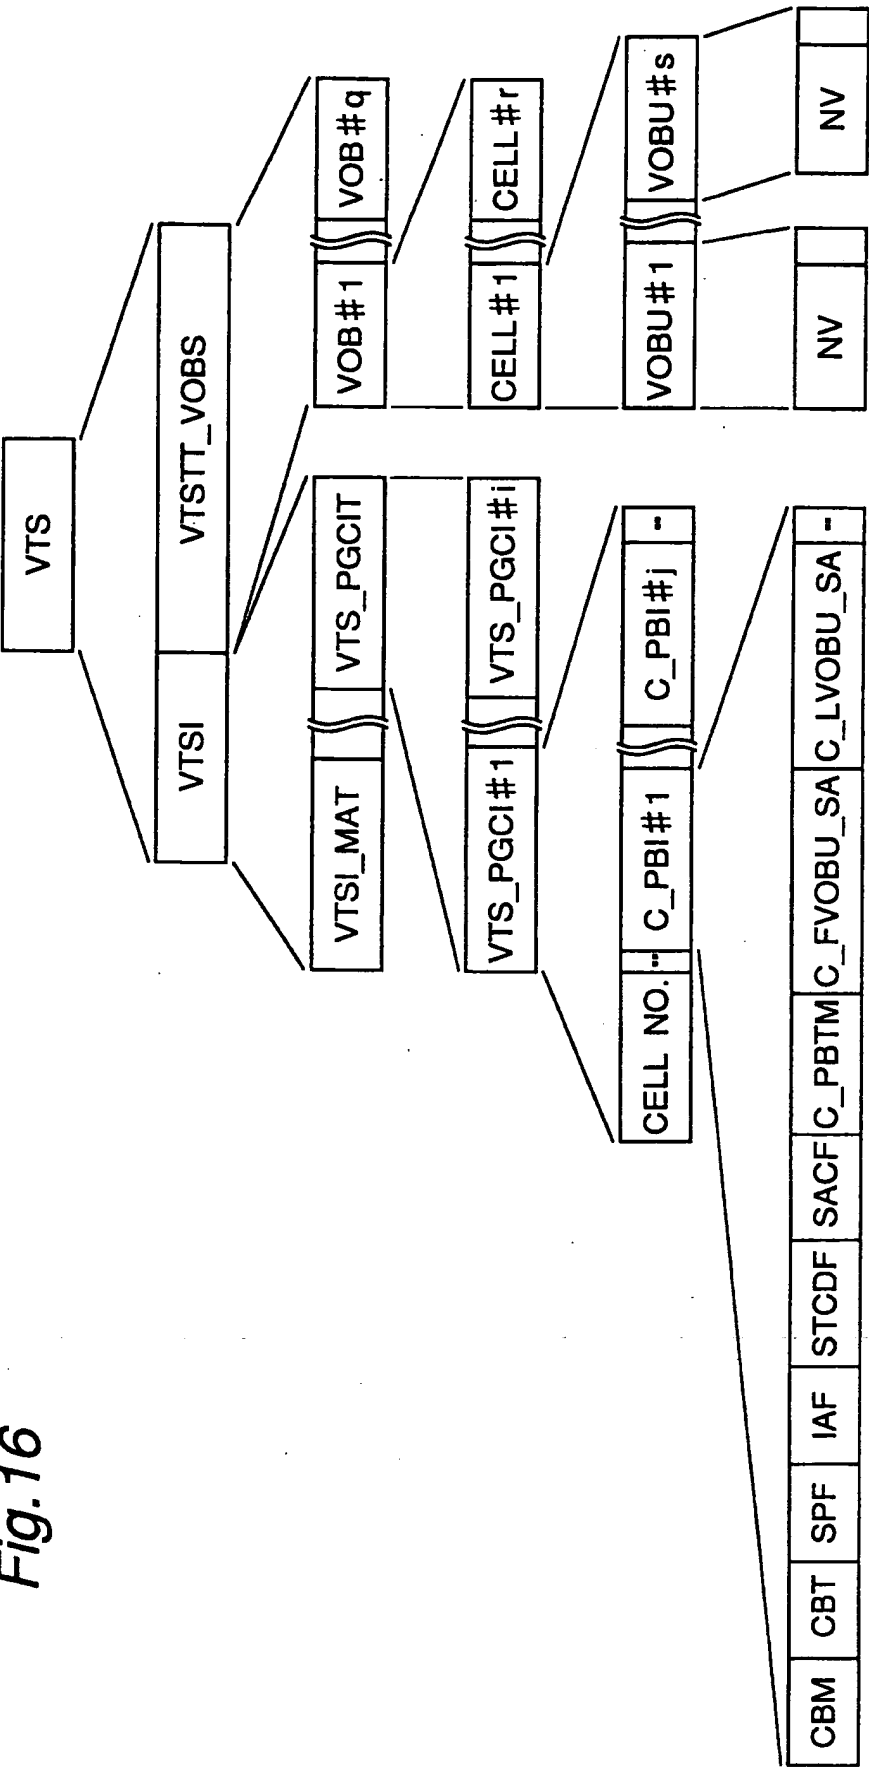 Fig.16
VTS
VTSI VTSTT_VOBS
VTSI_MAT VTS_PGCIT VOB#1 VOB#q
VTS_PGCI#1 VTS_PGCI#i CELL#1 CELL#r
CELL NO. -- C_PBI#1 C_PBI#j -- VOBU#1 VOBU#s
CBM CBT SPF IAF STCDF SACF C_PBTM C_FVOBU_SA C_LVOBU_SA -- NV NV